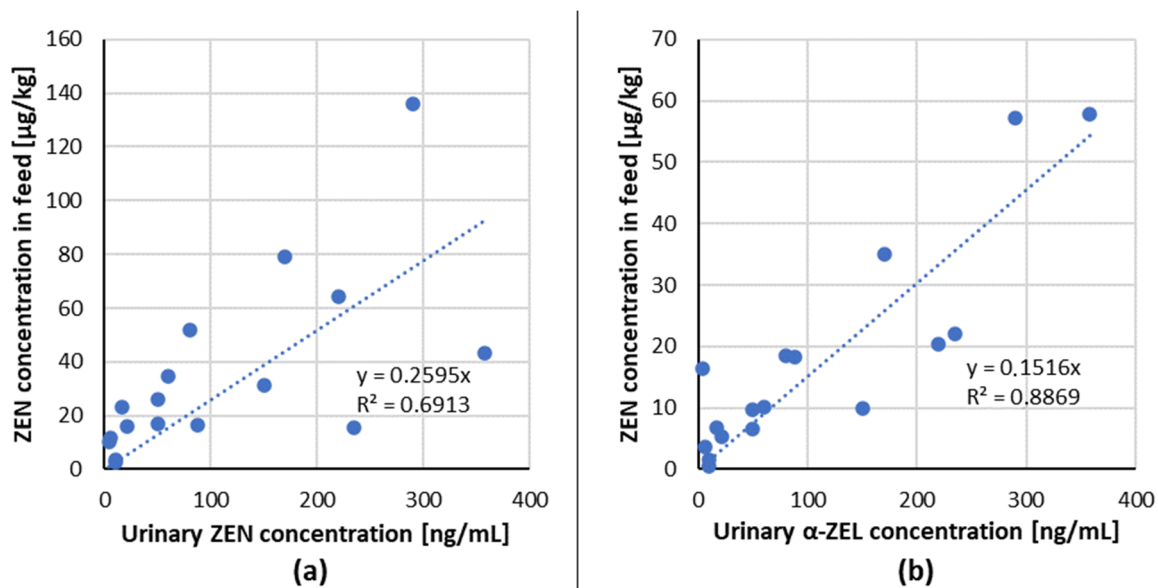 160
140
120
100
80
60
40
20
0
ZEN concentration in feed [µg/kg]
y = 0.2595x
R² = 0.6913
0 100 200 300 400
Urinary ZEN concentration [ng/mL]
(a)
70
60
50
40
30
20
10
0
ZEN concentration in feed [µg/kg]
y = 0.1516x
R² = 0.8869
0 100 200 300 400
Urinary α-ZEL concentration [ng/mL]
(b)